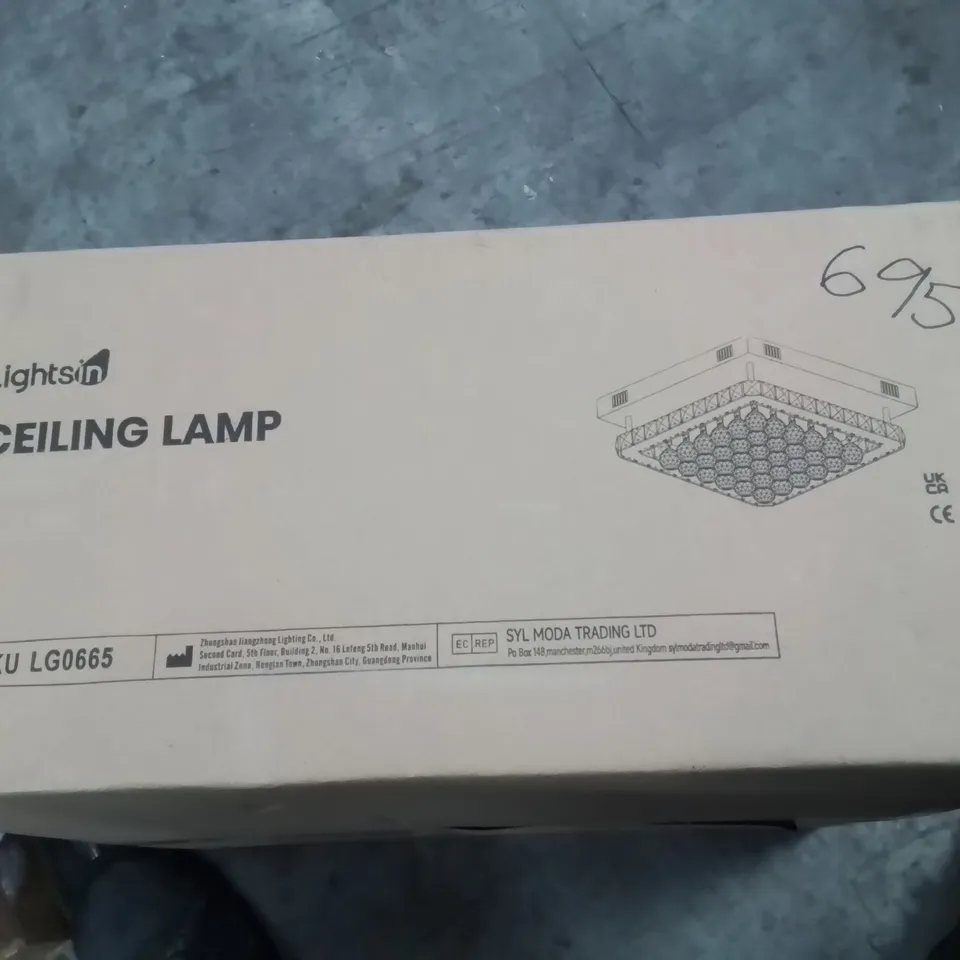 695
Lightsin
CEILING LAMP
UK
CA
CE
KU LG0665
Zhongshan Jiangzhong Lighting Co., Ltd.
Second Card, 5th Floor, Building 2, No. 16 Lefeng 5th Road, Manhui
Industrial Zone, Henglan Town, Zhongshan City, Guangdong Province
EC REP
SYL MODA TRADING LTD
Po Box 148,manchester,m266bj,united Kingdom sylmodatradingltd@gmail.com